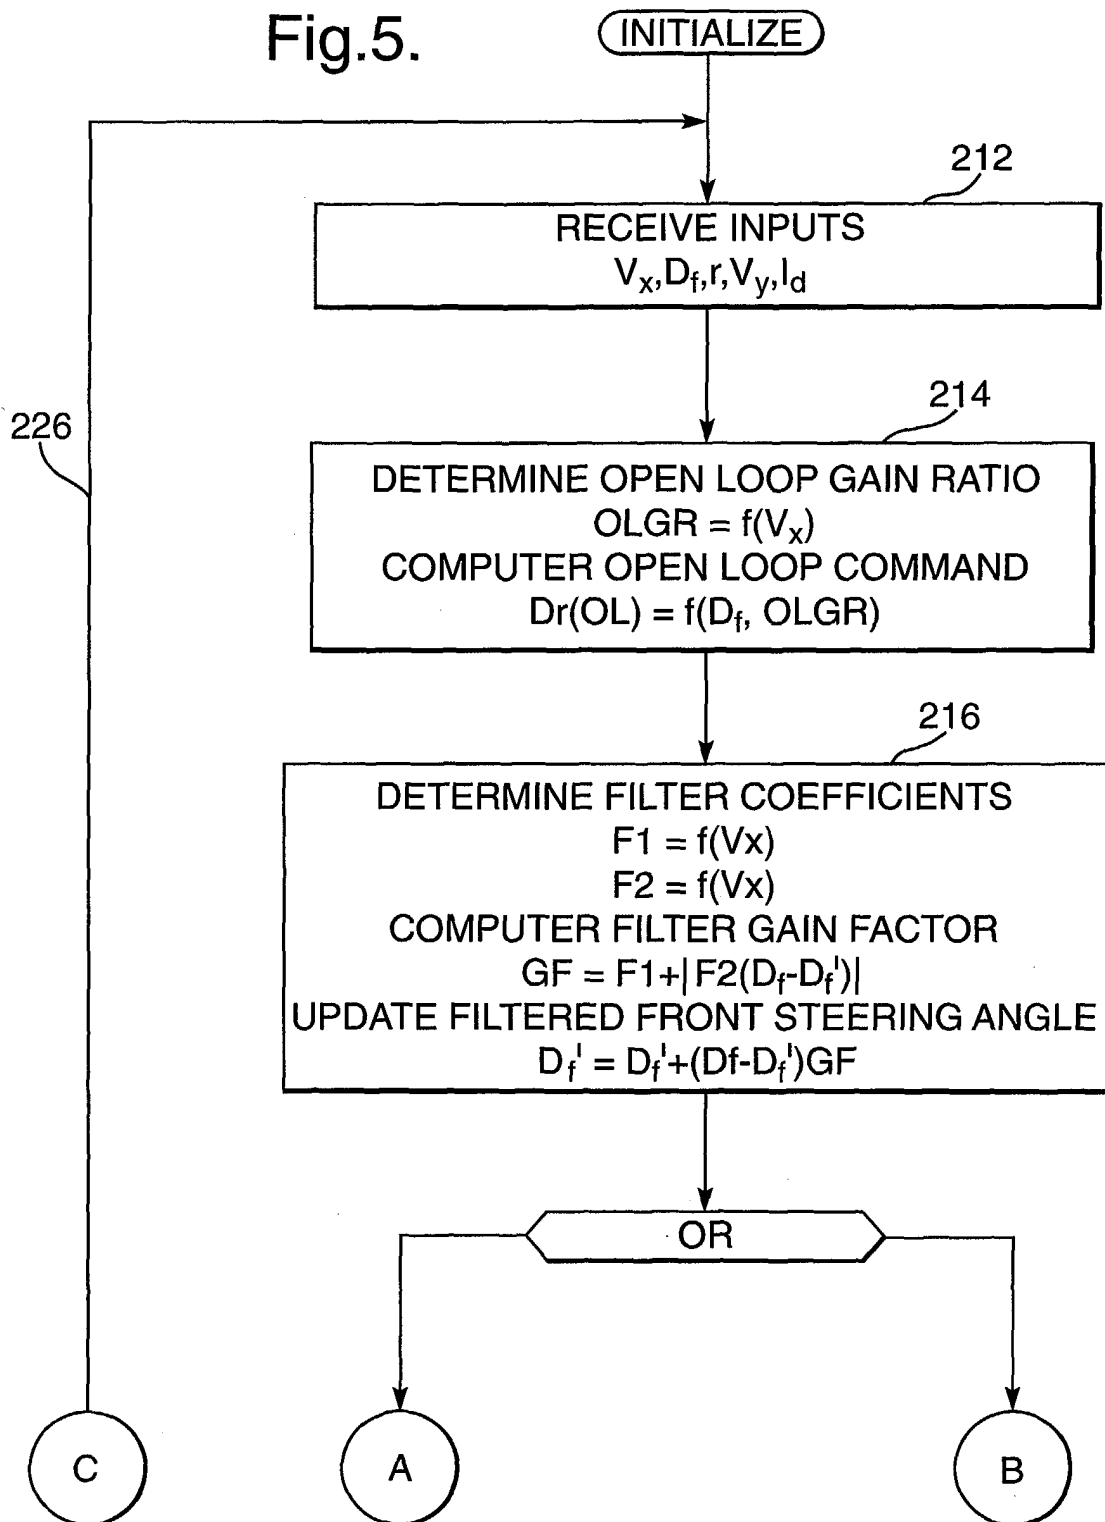 Fig.5.
INITIALIZE
212
RECEIVE INPUTS
Vx,Df,r,Vy,Id
214
226
DETERMINE OPEN LOOP GAIN RATIO
OLGR = f(Vx)
COMPUTER OPEN LOOP COMMAND
Dr(OL) = f(Df, OLGR)
216
DETERMINE FILTER COEFFICIENTS
F1 = f(Vx)
F2 = f(Vx)
COMPUTER FILTER GAIN FACTOR
GF = F1+|F2(Df-Df')|
UPDATE FILTERED FRONT STEERING ANGLE
Df' = Df'+(Df-Df')GF
OR
C
A
B